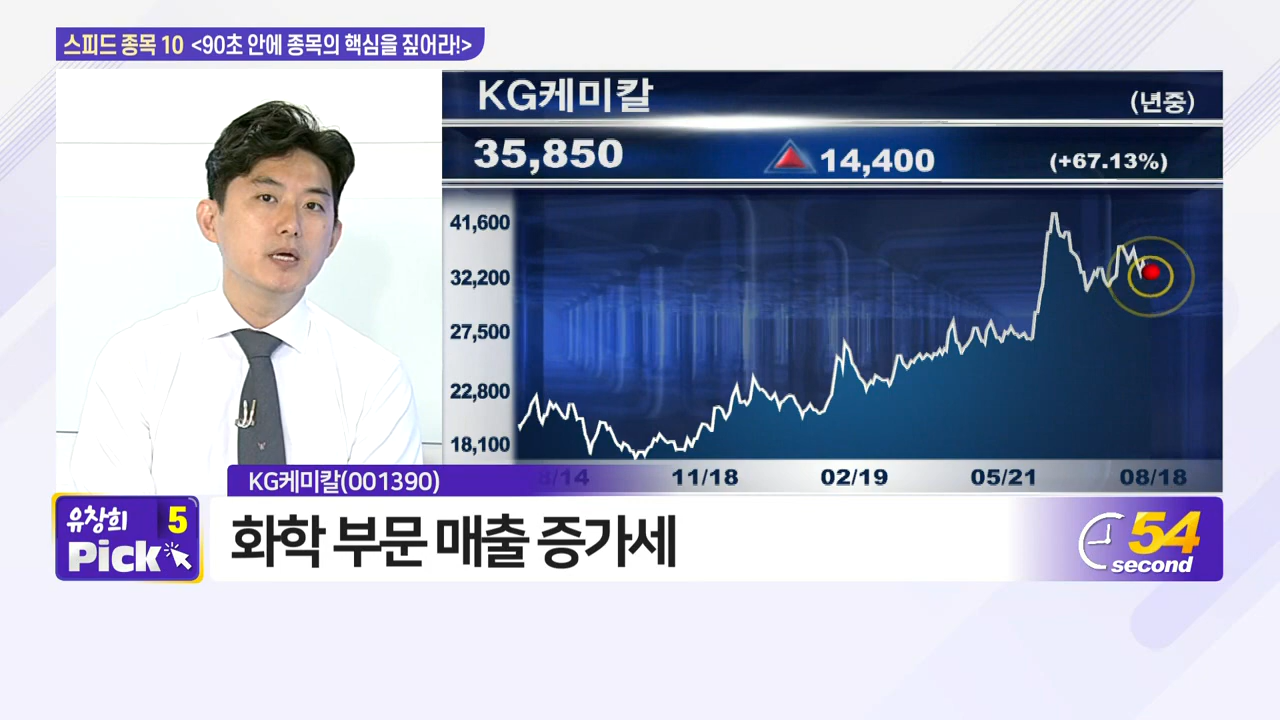 스피드 종목 10 <90초 안에 종목의 핵심을 짚어라!>
KG케미칼
(년중)
35,850 ▲ 14,400 (+67.13%)
41,600
32,200
27,500
22,800
18,100
8/14 11/18 02/19 05/21 08/18
KG케미칼(001390)
유창희 5
Pick
화학 부문 매출 증가세
54
second